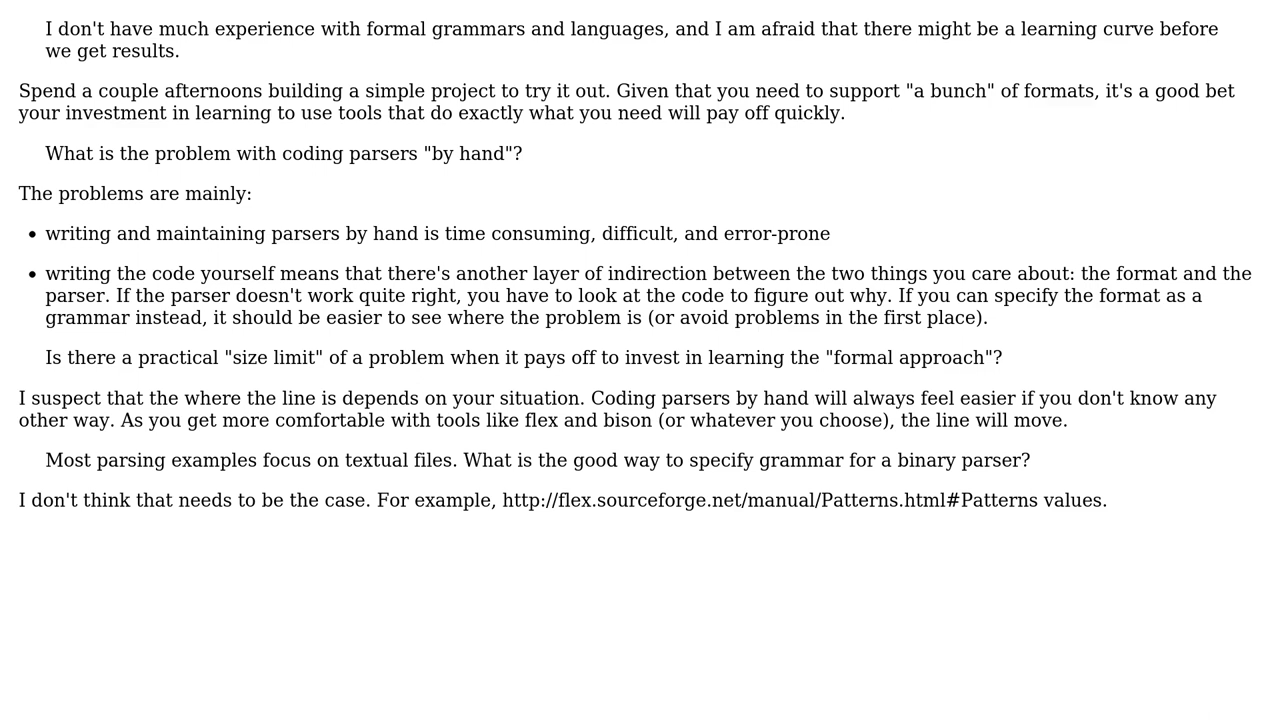 I don't have much experience with formal grammars and languages, and I am afraid that there might be a learning curve before
we get results.
Spend a couple afternoons building a simple project to try it out. Given that you need to support "a bunch" of formats, it's a good bet
your investment in learning to use tools that do exactly what you need will pay off quickly.
What is the problem with coding parsers "by hand"?
The problems are mainly:
• writing and maintaining parsers by hand is time consuming, difficult, and error-prone
• writing the code yourself means that there's another layer of indirection between the two things you care about: the format and the
parser. If the parser doesn't work quite right, you have to look at the code to figure out why. If you can specify the format as a
grammar instead, it should be easier to see where the problem is (or avoid problems in the first place).
Is there a practical "size limit" of a problem when it pays off to invest in learning the "formal approach"?
I suspect that the where the line is depends on your situation. Coding parsers by hand will always feel easier if you don't know any
other way. As you get more comfortable with tools like flex and bison (or whatever you choose), the line will move.
Most parsing examples focus on textual files. What is the good way to specify grammar for a binary parser?
I don't think that needs to be the case. For example, http://flex.sourceforge.net/manual/Patterns.html#Patterns values.